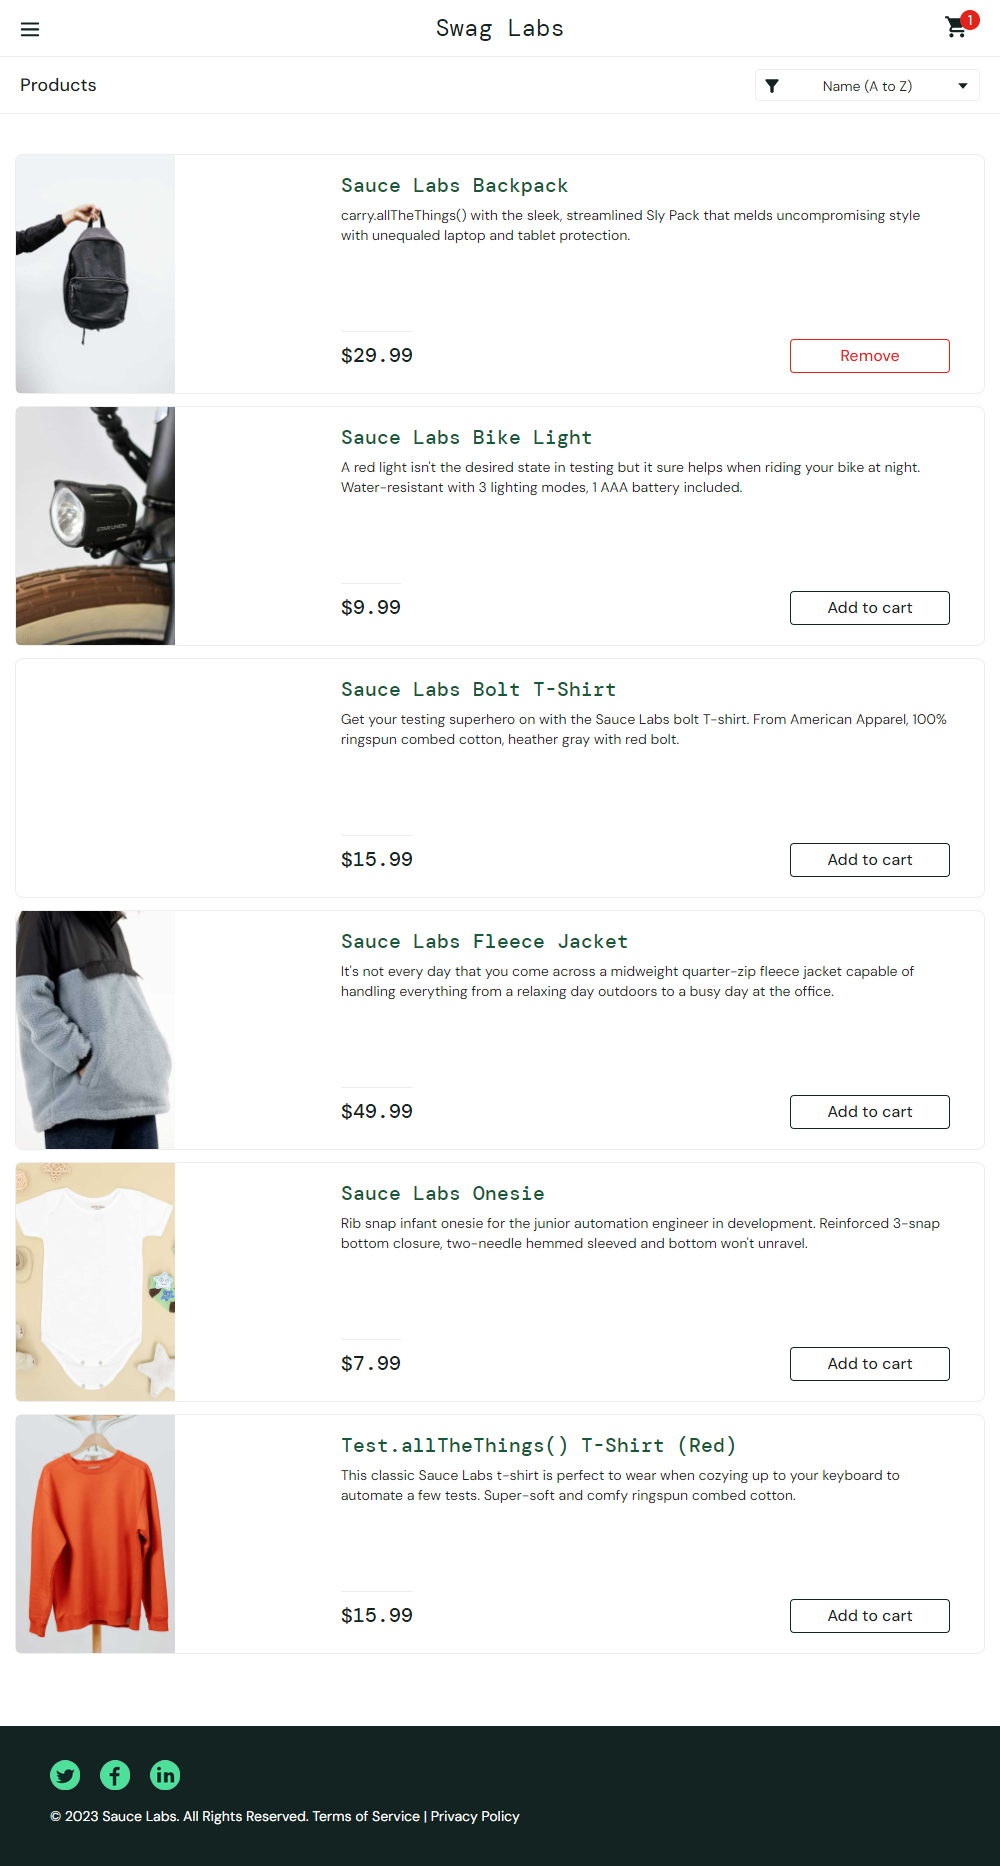 Swag Labs
1
Products
Name (A to Z)
Sauce Labs Backpack
carry.allTheThings() with the sleek, streamlined Sly Pack that melds uncompromising style
with unequaled laptop and tablet protection.
$29.99
Remove
Sauce Labs Bike Light
A red light isn't the desired state in testing but it sure helps when riding your bike at night.
Water-resistant with 3 lighting modes, 1 AAA battery included.
$9.99
Add to cart
Sauce Labs Bolt T-Shirt
Get your testing superhero on with the Sauce Labs bolt T-shirt. From American Apparel, 100%
ringspun combed cotton, heather gray with red bolt.
$15.99
Add to cart
Sauce Labs Fleece Jacket
It's not every day that you come across a midweight quarter-zip fleece jacket capable of
handling everything from a relaxing day outdoors to a busy day at the office.
$49.99
Add to cart
Sauce Labs Onesie
Rib snap infant onesie for the junior automation engineer in development. Reinforced 3-snap
bottom closure, two-needle hemmed sleeved and bottom won't unravel.
$7.99
Add to cart
Test.allTheThings() T-Shirt (Red)
This classic Sauce Labs t-shirt is perfect to wear when cozying up to your keyboard to
automate a few tests. Super-soft and comfy ringspun combed cotton.
$15.99
Add to cart
© 2023 Sauce Labs. All Rights Reserved. Terms of Service | Privacy Policy